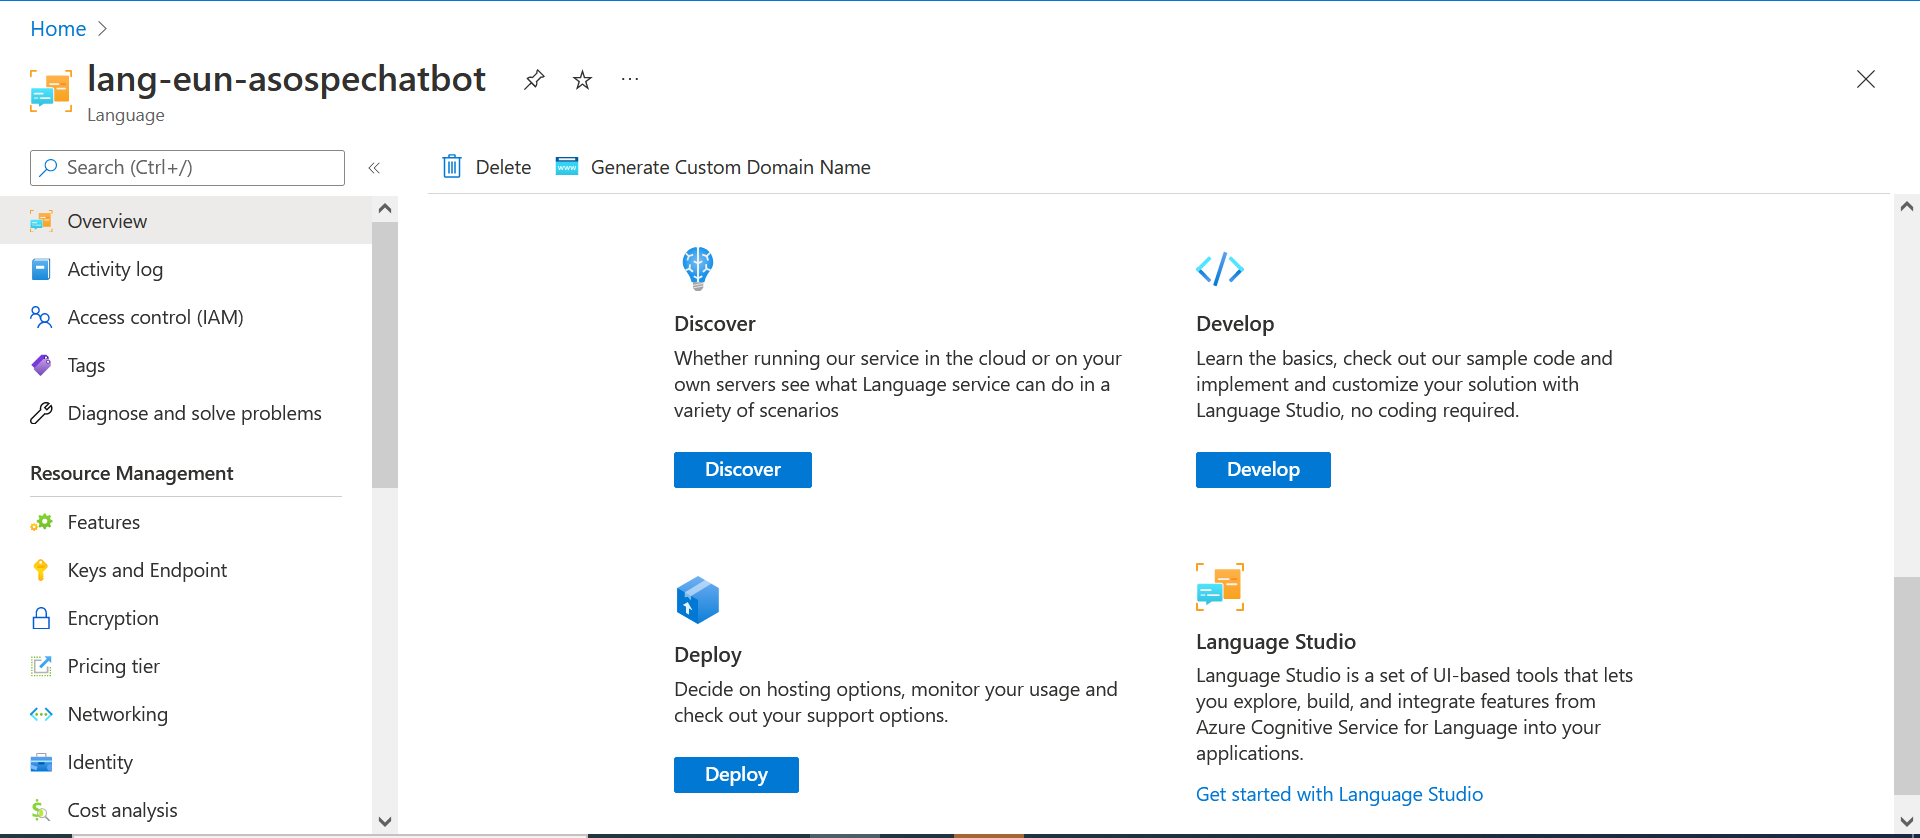 Home
lang-eun-asospechatbot
Language
Search (Ctrl+/)
Delete
Generate Custom Domain Name
Overview
Activity log
Access control (IAM)
Tags
Diagnose and solve problems
Resource Management
Features
Keys and Endpoint
Encryption
Pricing tier
Networking
Identity
Cost analysis
Discover
Whether running our service in the cloud or on your
own servers see what Language service can do in a
variety of scenarios
Discover
Develop
Learn the basics, check out our sample code and
implement and customize your solution with
Language Studio, no coding required.
Develop
Deploy
Decide on hosting options, monitor your usage and
check out your support options.
Deploy
Language Studio
Language Studio is a set of UI-based tools that lets
you explore, build, and integrate features from
Azure Cognitive Service for Language into your
applications.
Get started with Language Studio